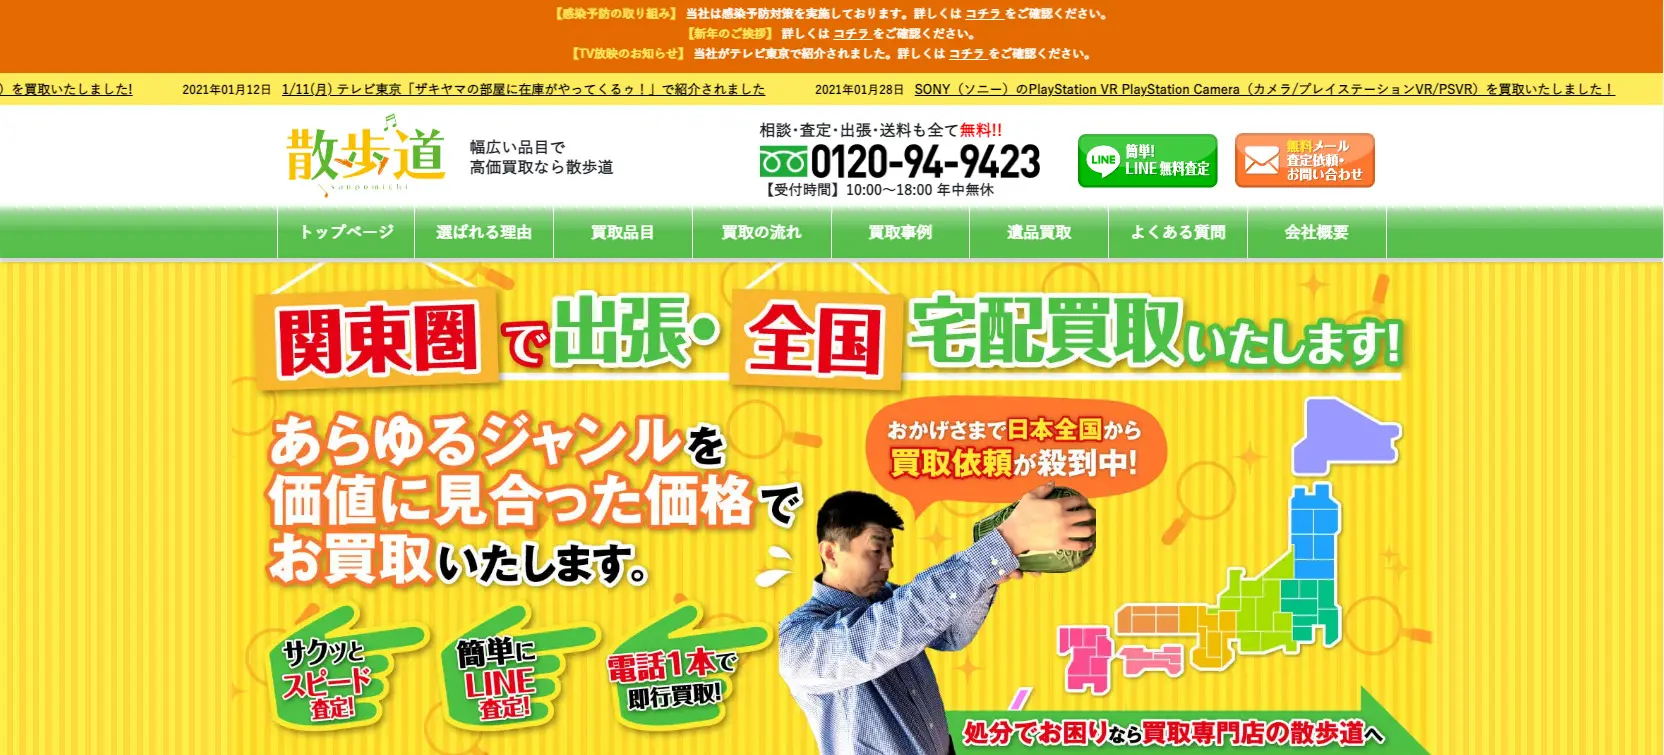 【感染予防の取り組み】 当社は感染予防対策を実施しております。詳しくは コチラ をご確認ください。
【新年のご挨拶】 詳しくは コチラ をご確認ください。
【TV放映のお知らせ】 当社がテレビ東京で紹介されました。詳しくは コチラ をご確認ください。
）を買取いたしました! 2021年01月12日 1/11(月) テレビ東京「ザキヤマの部屋に在庫がやってくるゥ！」で紹介されました 2021年01月28日 SONY（ソニー）のPlayStation VR PlayStation Camera（カメラ/プレイステーションVR/PSVR）を買取いたしました！
散歩道
sanpomichi
幅広い品目で
高価買取なら散歩道
相談･査定･出張･送料も全て無料!!
0120-94-9423
【受付時間】10:00～18:00 年中無休
LINE
簡単!
LINE無料査定
無料メール
査定依頼・
お問い合わせ
トップページ 選ばれる理由 買取品目 買取の流れ 買取事例 遺品買取 よくある質問 会社概要
関東圏で出張・全国宅配買取いたします!
あらゆるジャンルを
価値に見合った価格で
お買取いたします。
おかげさまで日本全国から
買取依頼が殺到中!
サクッと
スピード
査定!
簡単に
LINE
査定!
電話1本で
即行買取!
処分でお困りなら買取専門店の散歩道へ